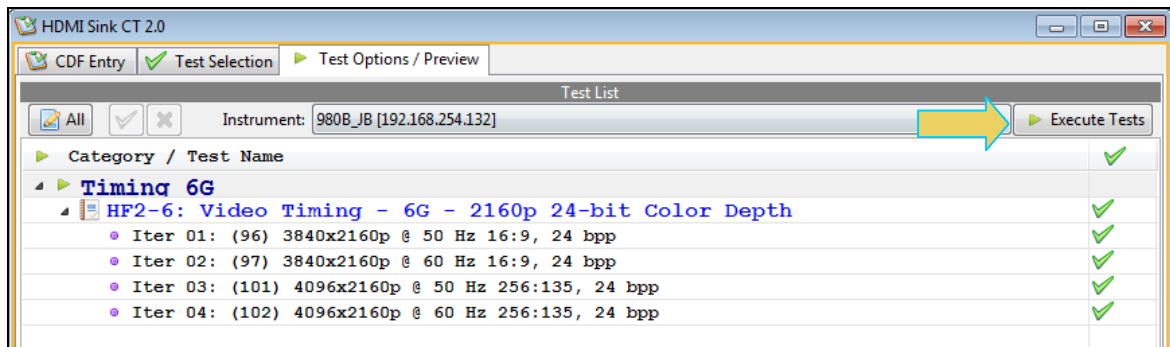 HDMI Sink CT 2.0
CDF Entry Test Selection Test Options / Preview
Test List
All Instrument: 980B_JB [192.168.254.132] Execute Tests
Category / Test Name
Timing 6G
HF2-6: Video Timing - 6G - 2160p 24-bit Color Depth
Iter 01: (96) 3840x2160p @ 50 Hz 16:9, 24 bpp
Iter 02: (97) 3840x2160p @ 60 Hz 16:9, 24 bpp
Iter 03: (101) 4096x2160p @ 50 Hz 256:135, 24 bpp
Iter 04: (102) 4096x2160p @ 60 Hz 256:135, 24 bpp